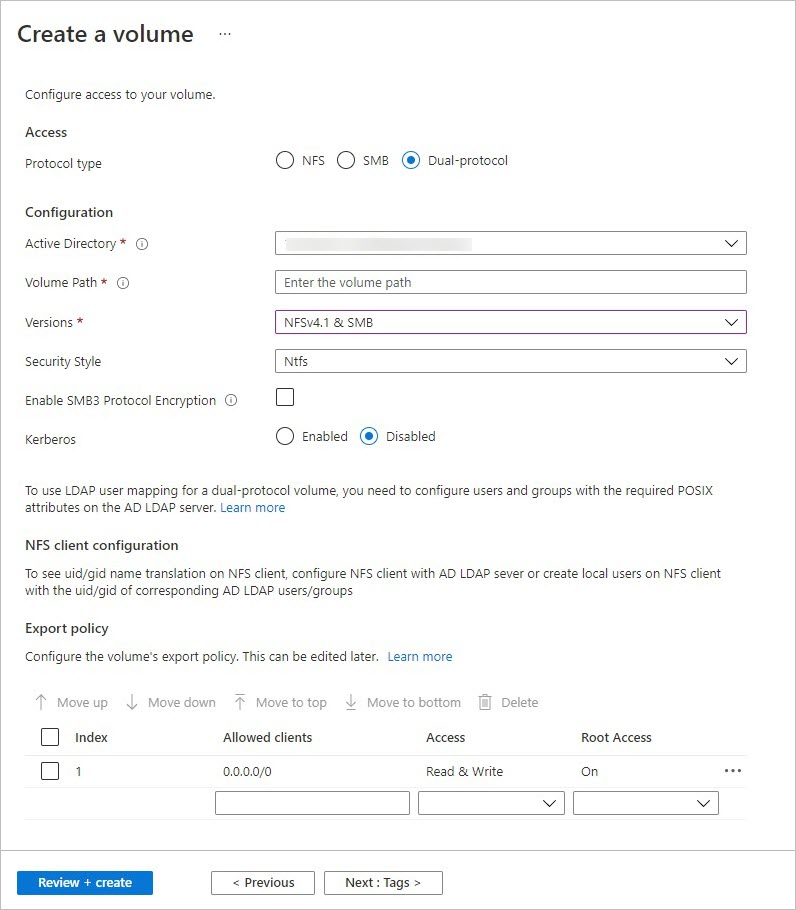 Create a volume ...
Configure access to your volume.
Access
Protocol type NFS SMB Dual-protocol
Configuration
Active Directory *
Volume Path * Enter the volume path
Versions * NFSv4.1 & SMB
Security Style Ntfs
Enable SMB3 Protocol Encryption
Kerberos Enabled Disabled
To use LDAP user mapping for a dual-protocol volume, you need to configure users and groups with the required POSIX
attributes on the AD LDAP server. Learn more
NFS client configuration
To see uid/gid name translation on NFS client, configure NFS client with AD LDAP sever or create local users on NFS client
with the uid/gid of corresponding AD LDAP users/groups
Export policy
Configure the volume's export policy. This can be edited later. Learn more
Move up Move down Move to top Move to bottom Delete
Index Allowed clients Access Root Access
1 0.0.0.0/0 Read & Write On ...
Review + create < Previous Next : Tags >